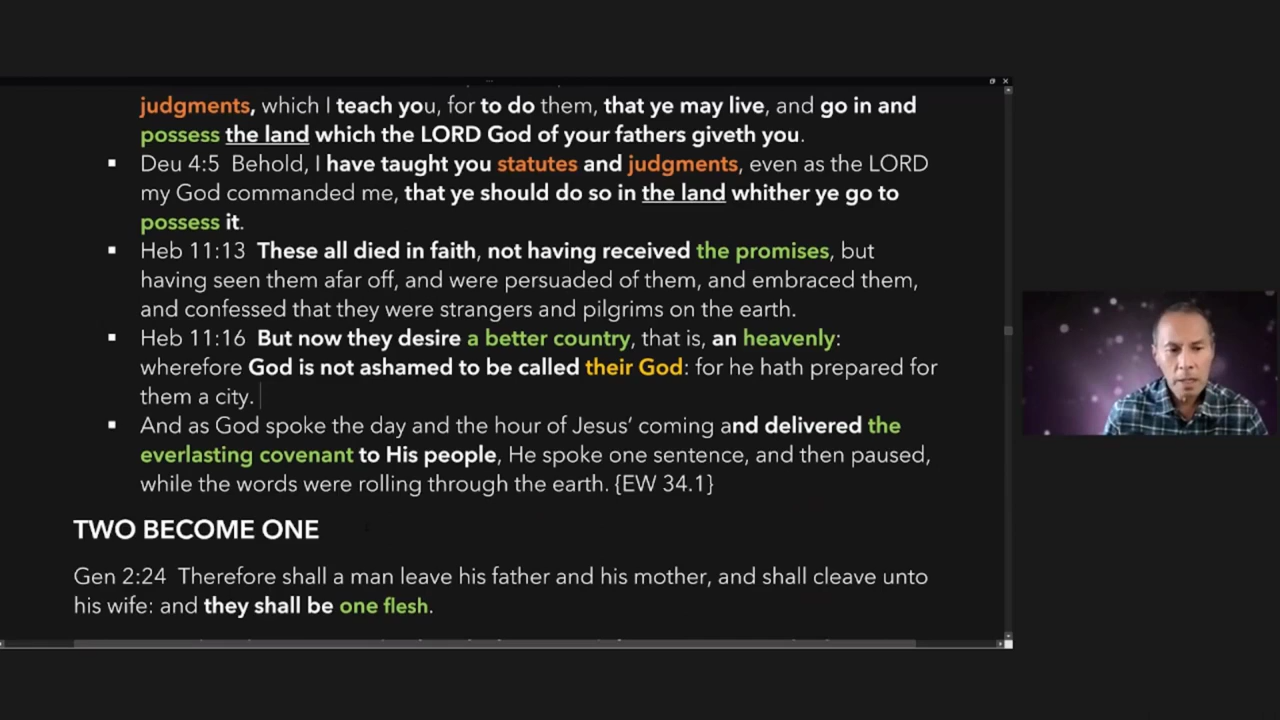 judgments, which I teach you, for to do them, that ye may live, and go in and
possess the land which the LORD God of your fathers giveth you.
▪ Deu 4:5 Behold, I have taught you statutes and judgments, even as the LORD
my God commanded me, that ye should do so in the land whither ye go to
possess it.
▪ Heb 11:13 These all died in faith, not having received the promises, but
having seen them afar off, and were persuaded of them, and embraced them,
and confessed that they were strangers and pilgrims on the earth.
▪ Heb 11:16 But now they desire a better country, that is, an heavenly:
wherefore God is not ashamed to be called their God: for he hath prepared for
them a city.
▪ And as God spoke the day and the hour of Jesus’ coming and delivered the
everlasting covenant to His people, He spoke one sentence, and then paused,
while the words were rolling through the earth. {EW 34.1}
TWO BECOME ONE
Gen 2:24 Therefore shall a man leave his father and his mother, and shall cleave unto
his wife: and they shall be one flesh.